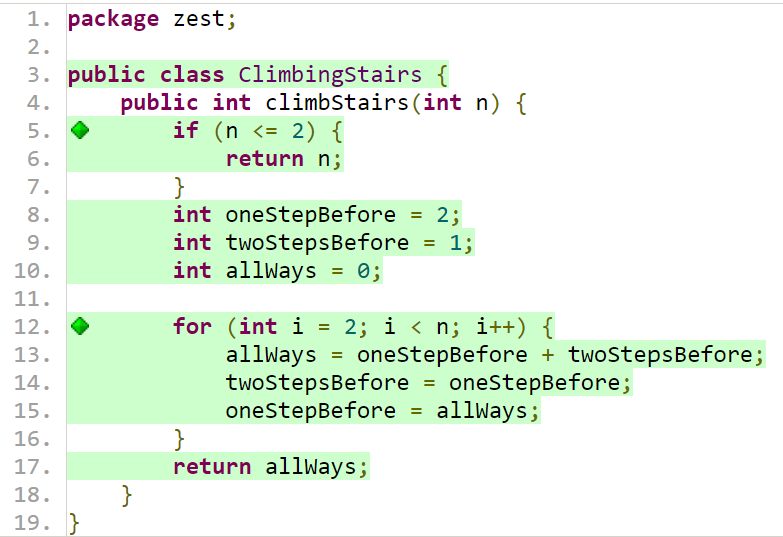 1. package zest;
2.
3. public class ClimbingStairs {
4.     public int climbStairs(int n) {
5.         if (n <= 2) {
6.             return n;
7.         }
8.         int oneStepBefore = 2;
9.         int twoStepsBefore = 1;
10.         int allWays = 0;
11.
12.         for (int i = 2; i < n; i++) {
13.             allWays = oneStepBefore + twoStepsBefore;
14.             twoStepsBefore = oneStepBefore;
15.             oneStepBefore = allWays;
16.         }
17.         return allWays;
18.     }
19. }